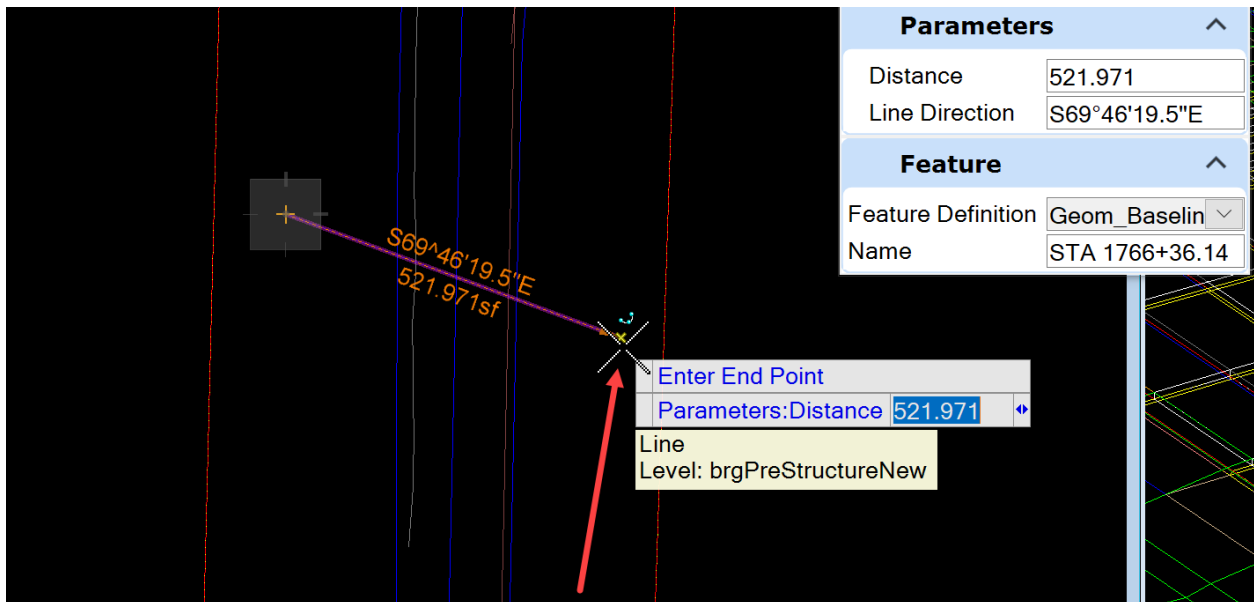 Parameters
Distance 521.971
Line Direction S69°46'19.5"E
Feature
Feature Definition Geom_Baselin
Name STA 1766+36.14
S69^46'19.5"E
521.971sf
Enter End Point
Parameters:Distance 521.971
Line
Level: brgPreStructureNew